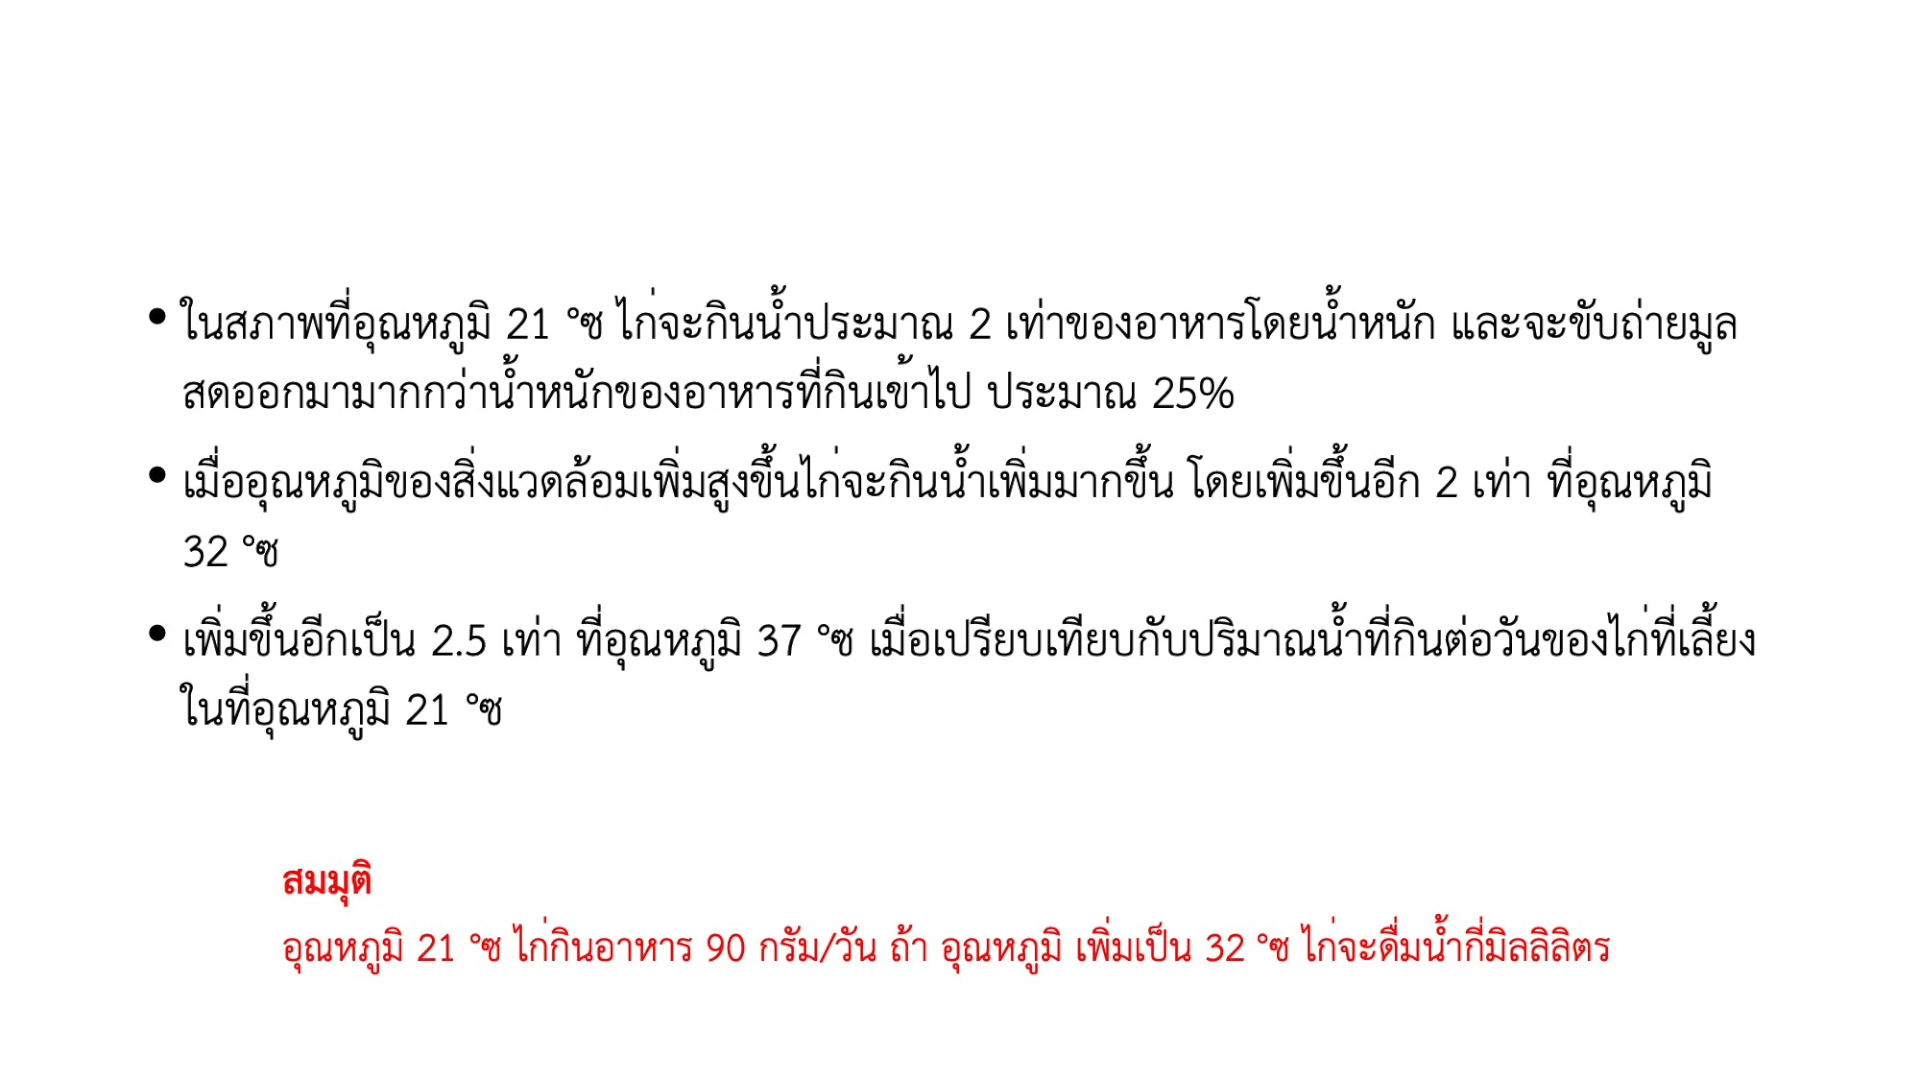 • ในสภาพที่อุณหภูมิ 21 °ซ ไก่จะกินน้ำประมาณ 2 เท่าของอาหารโดยน้ำหนัก และจะขับถ่ายมูล
สดออกมามากกว่าน้ำหนักของอาหารที่กินเข้าไป ประมาณ 25%
• เมื่ออุณหภูมิของสิ่งแวดล้อมเพิ่มสูงขึ้นไก่จะกินน้ำเพิ่มมากขึ้น โดยเพิ่มขึ้นอีก 2 เท่า ที่อุณหภูมิ
32 °ซ
• เพิ่มขึ้นอีกเป็น 2.5 เท่า ที่อุณหภูมิ 37 °ซ เมื่อเปรียบเทียบกับปริมาณน้ำที่กินต่อวันของไก่ที่เลี้ยง
ในที่อุณหภูมิ 21 °ซ
สมมุติ
อุณหภูมิ 21 °ซ ไก่กินอาหาร 90 กรัม/วัน ถ้า อุณหภูมิ เพิ่มเป็น 32 °ซ ไก่จะดื่มน้ำกี่มิลลิลิตร